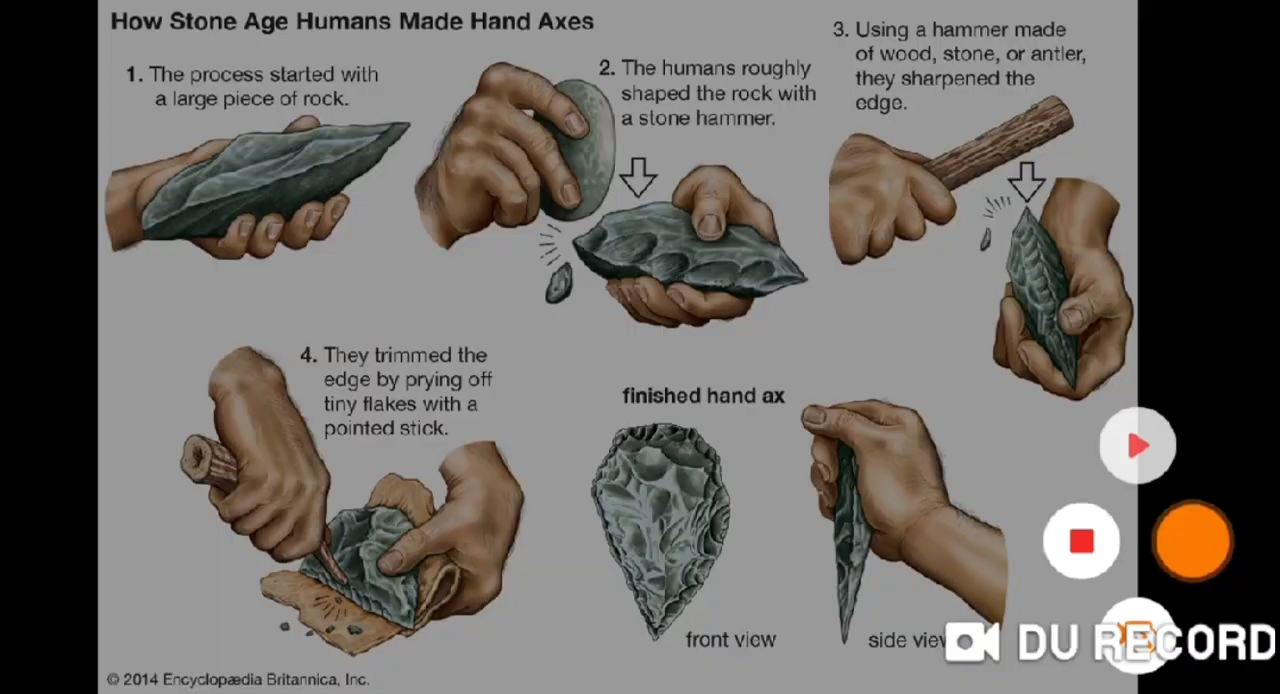 How Stone Age Humans Made Hand Axes
1. The process started with
a large piece of rock.
2. The humans roughly
shaped the rock with
a stone hammer.
3. Using a hammer made
of wood, stone, or antler,
they sharpened the
edge.
4. They trimmed the
edge by prying off
tiny flakes with a
pointed stick.
finished hand ax
front view
side view
DU RECORD
© 2014 Encyclopædia Britannica, Inc.